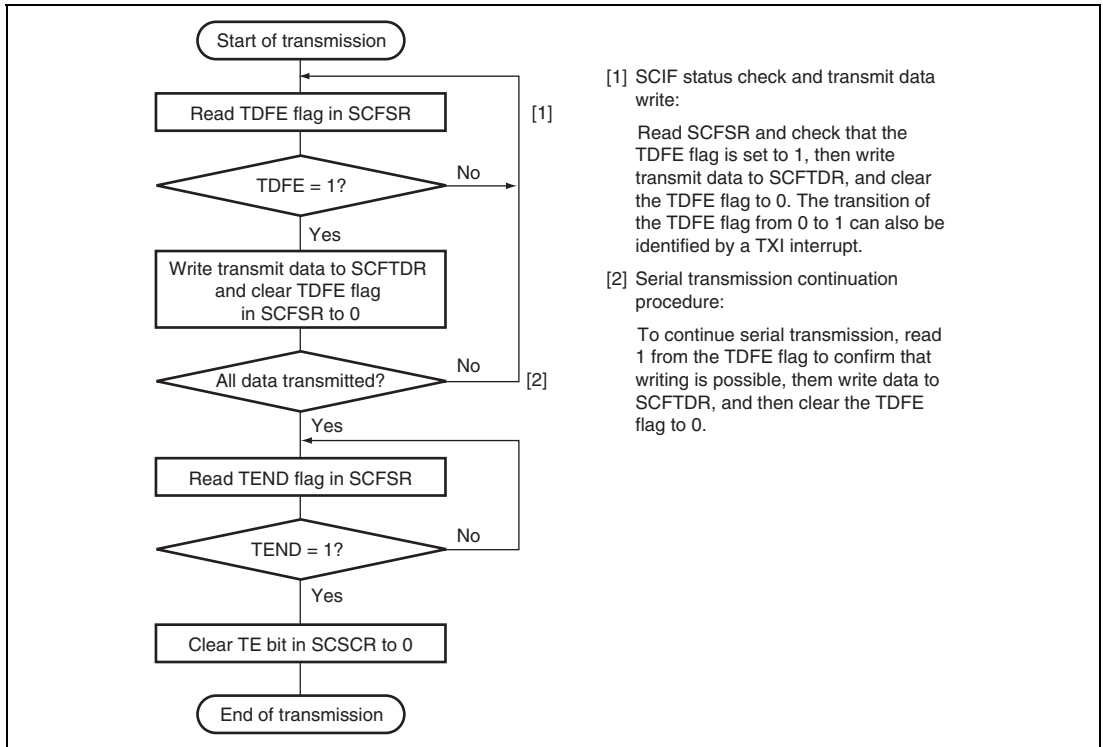 Start of transmission
Read TDFE flag in SCFSR
[1]
TDFE = 1?
No
Yes
Write transmit data to SCFTDR
and clear TDFE flag
in SCFSR to 0
All data transmitted?
No
[2]
Yes
Read TEND flag in SCFSR
TEND = 1?
No
Yes
Clear TE bit in SCSCR to 0
End of transmission
[1] SCIF status check and transmit data
write:
Read SCFSR and check that the
TDFE flag is set to 1, then write
transmit data to SCFTDR, and clear
the TDFE flag to 0. The transition of
the TDFE flag from 0 to 1 can also be
identified by a TXI interrupt.
[2] Serial transmission continuation
procedure:
To continue serial transmission, read
1 from the TDFE flag to confirm that
writing is possible, them write data to
SCFTDR, and then clear the TDFE
flag to 0.